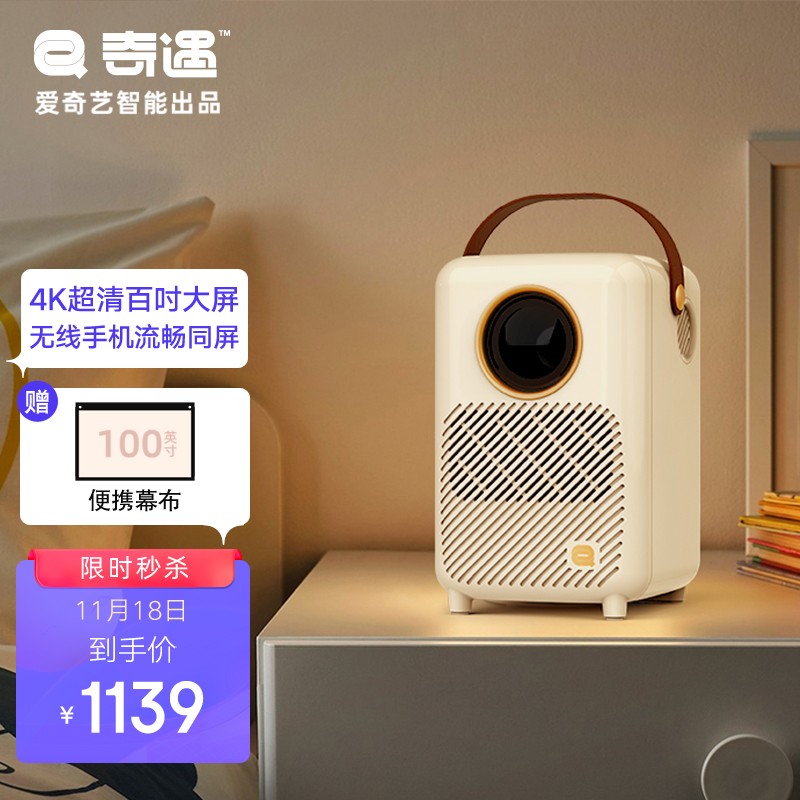 奇遇™
爱奇艺智能出品
4K超清百吋大屏
无线手机流畅同屏
赠
100英寸
便携幕布
限时秒杀
11月18日
到手价
¥1139